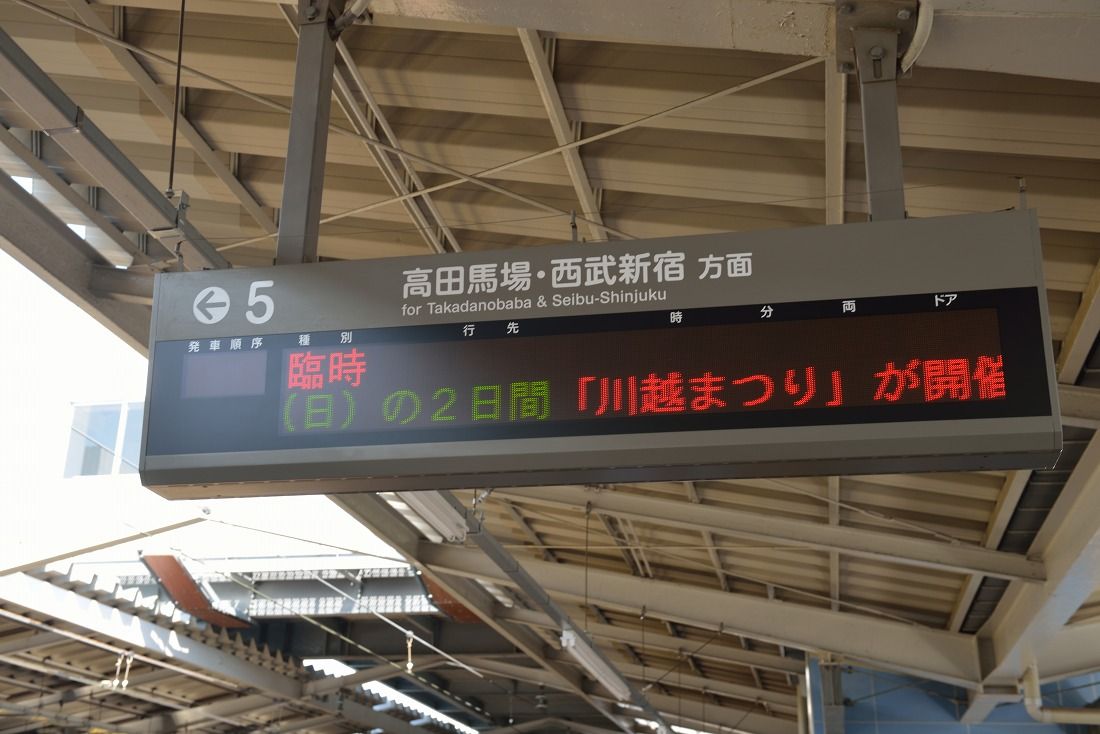 ← 5 高田馬場・西武新宿 方面
for Takadanobaba & Seibu-Shinjuku
発車順序 種別 行先 時 分 両 ドア
臨時
(日)の2日間「川越まつり」が開催